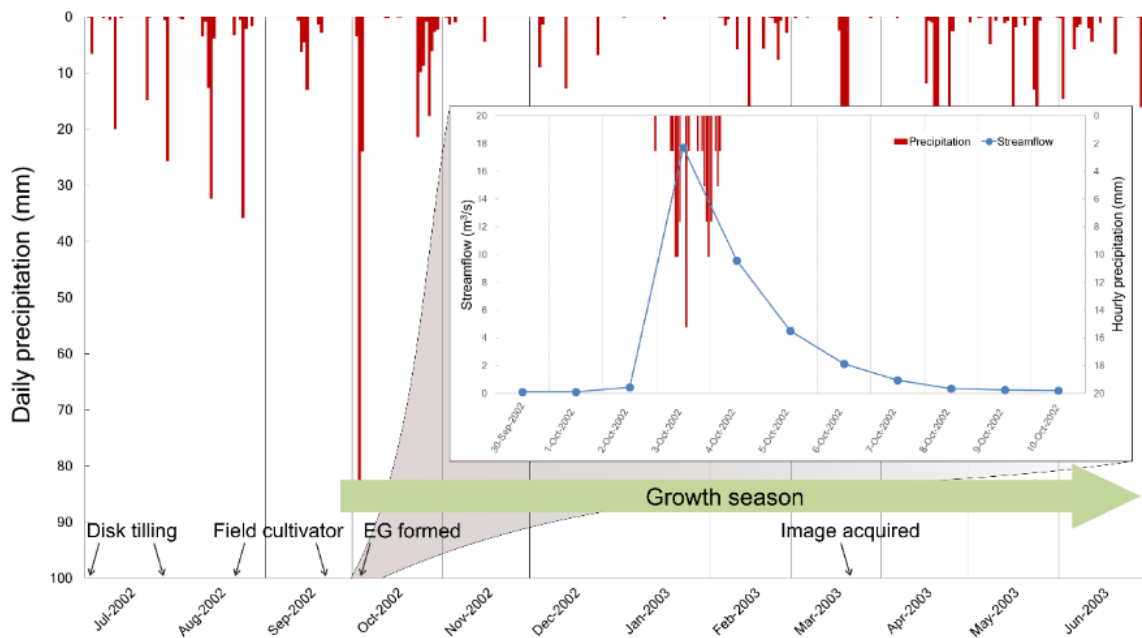 0
10
20
30
40
50
60
70
80
90
100
Daily precipitation (mm)
20
18
16
14
12
10
8
6
4
2
0
Streamflow (m³/s)
Precipitation
Streamflow
0
2
4
6
8
10
12
14
16
18
20
Hourly precipitation (mm)
30-Sep-2002
1-Oct-2002
2-Oct-2002
3-Oct-2002
4-Oct-2002
5-Oct-2002
6-Oct-2002
7-Oct-2002
8-Oct-2002
9-Oct-2002
10-Oct-2002
Growth season
Disk tilling
Field cultivator
EG formed
Image acquired
Jul-2002
Aug-2002
Sep-2002
Oct-2002
Nov-2002
Dec-2002
Jan-2003
Feb-2003
Mar-2003
Apr-2003
May-2003
Jun-2003